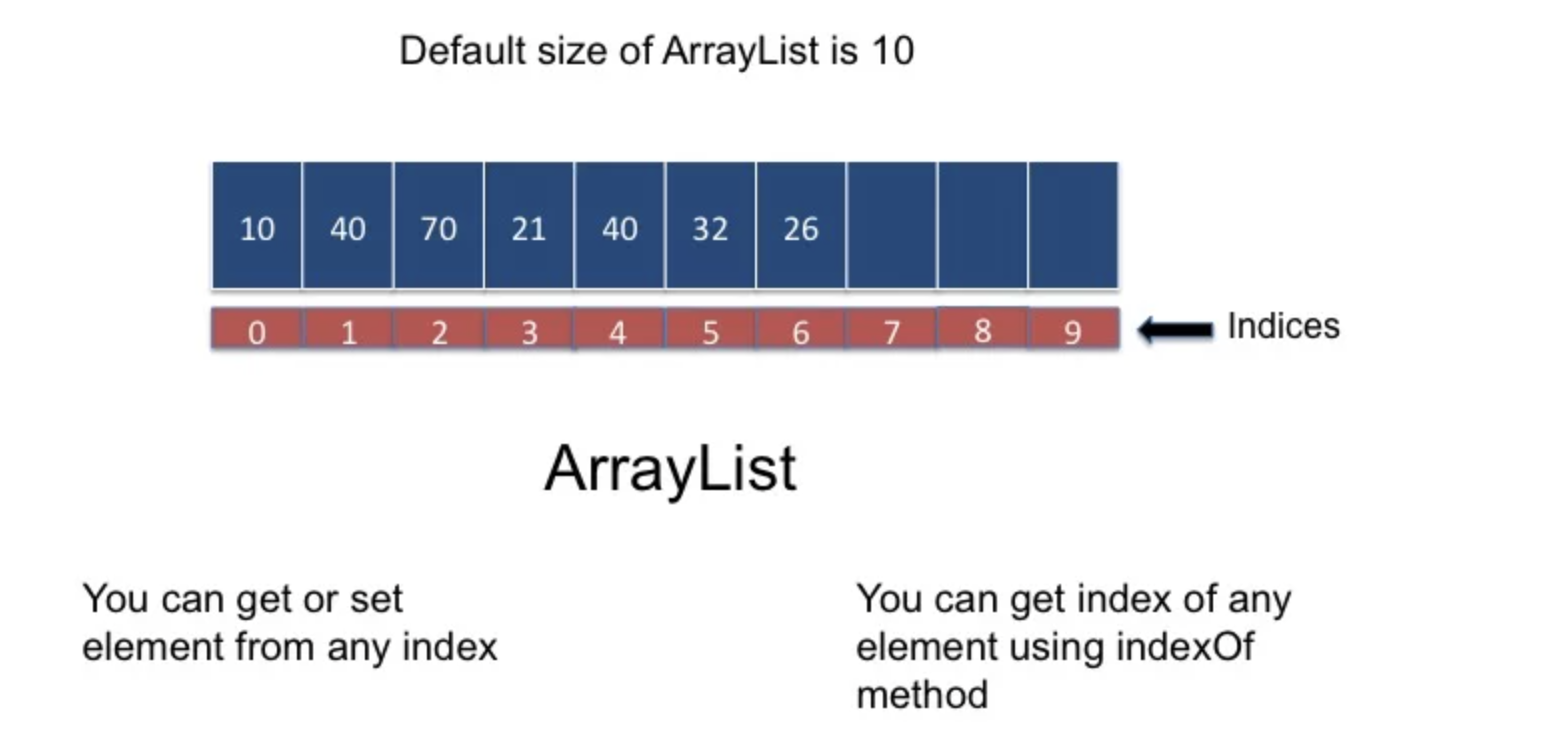 Default size of ArrayList is 10
10 40 70 21 40 32 26
0 1 2 3 4 5 6 7 8 9
Indices
ArrayList
You can get or set
element from any index
You can get index of any
element using indexOf
method